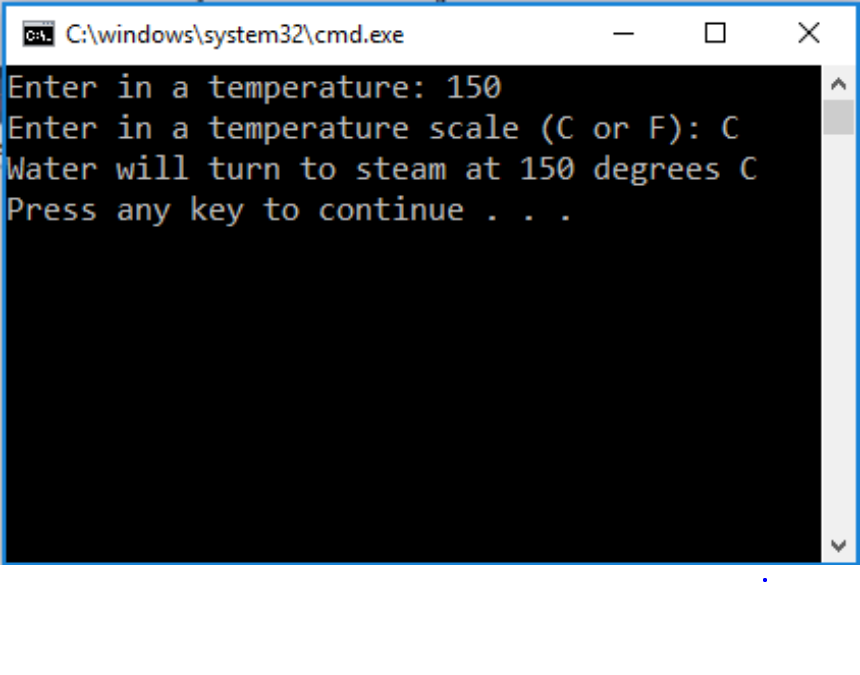 C:\windows\system32\cmd.exe
Enter in a temperature: 150
Enter in a temperature scale (C or F): C
Water will turn to steam at 150 degrees C
Press any key to continue . . .